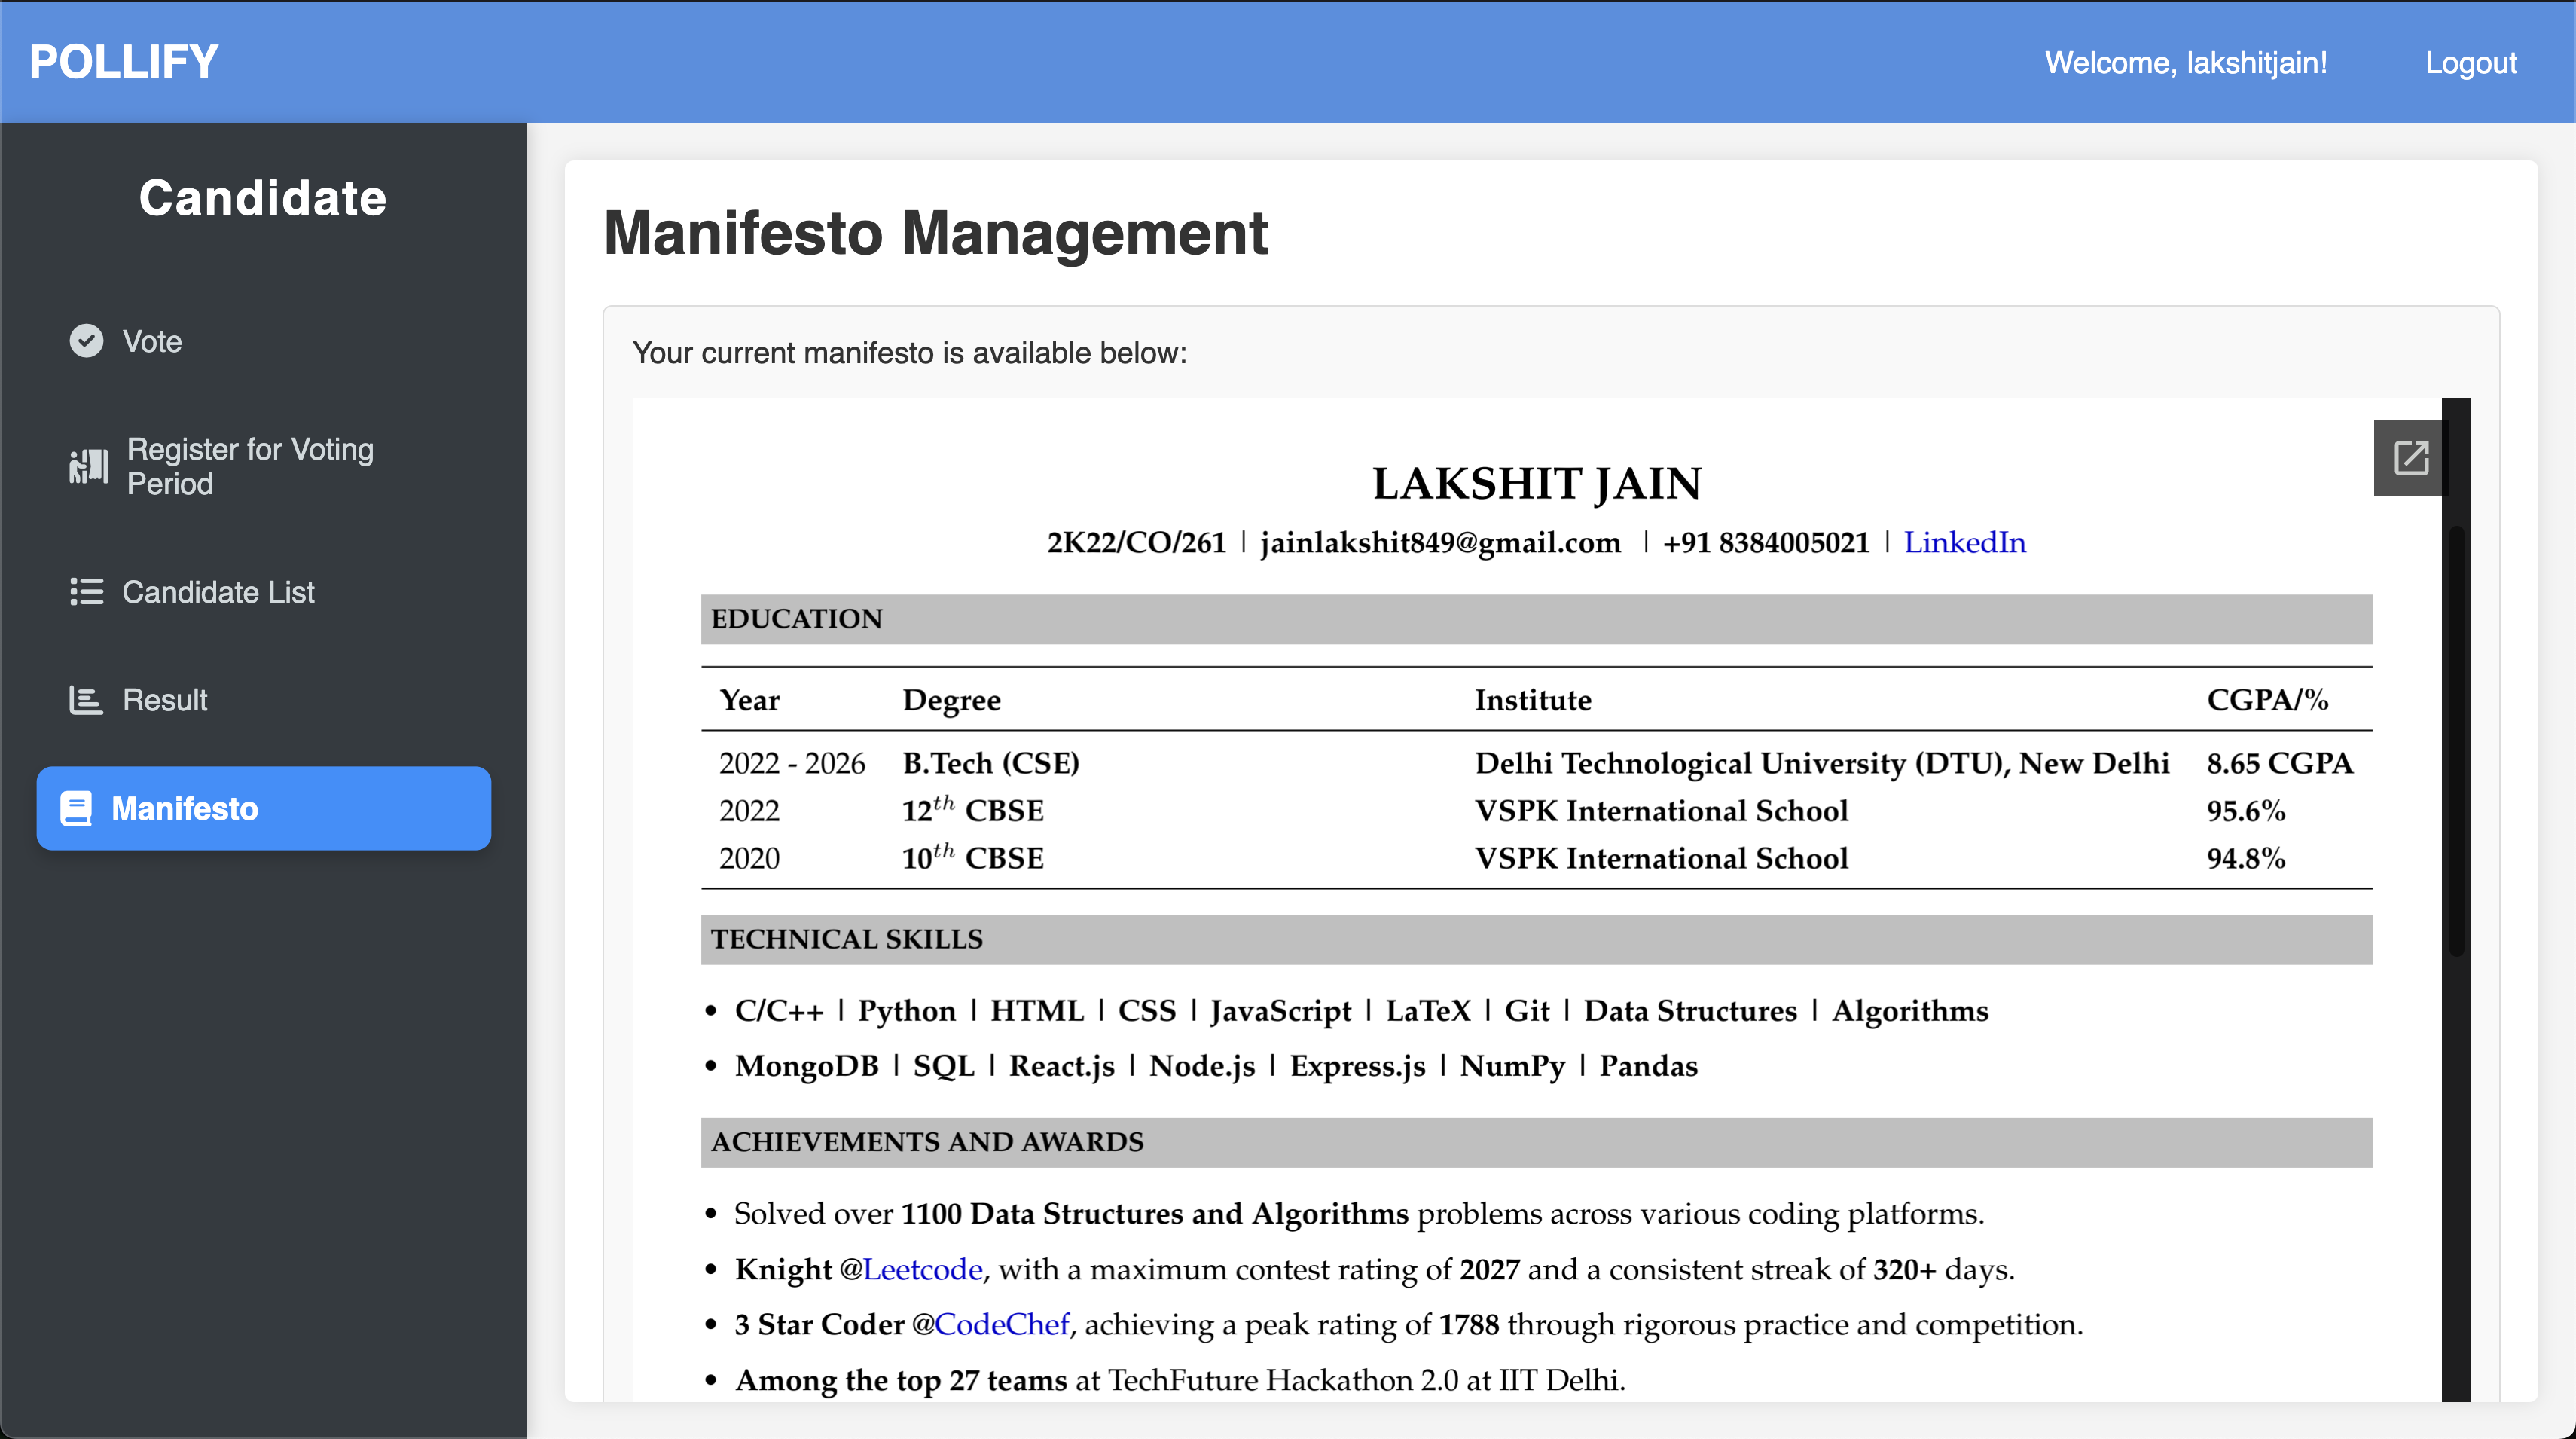 POLLIFY
Welcome, lakshitjain!
Logout
Candidate
Vote
Register for Voting
Period
Candidate List
Result
Manifesto
Manifesto Management
Your current manifesto is available below:
LAKSHIT JAIN
2K22/CO/261 | jainlakshit849@gmail.com | +91 8384005021 | LinkedIn
EDUCATION
Year Degree Institute CGPA/%
2022 - 2026 B.Tech (CSE) Delhi Technological University (DTU), New Delhi 8.65 CGPA
2022 12th CBSE VSPK International School 95.6%
2020 10th CBSE VSPK International School 94.8%
TECHNICAL SKILLS
• C/C++ | Python | HTML | CSS | JavaScript | LaTeX | Git | Data Structures | Algorithms
• MongoDB | SQL | React.js | Node.js | Express.js | NumPy | Pandas
ACHIEVEMENTS AND AWARDS
• Solved over 1100 Data Structures and Algorithms problems across various coding platforms.
• Knight @Leetcode, with a maximum contest rating of 2027 and a consistent streak of 320+ days.
• 3 Star Coder @CodeChef, achieving a peak rating of 1788 through rigorous practice and competition.
• Among the top 27 teams at TechFuture Hackathon 2.0 at IIT Delhi.